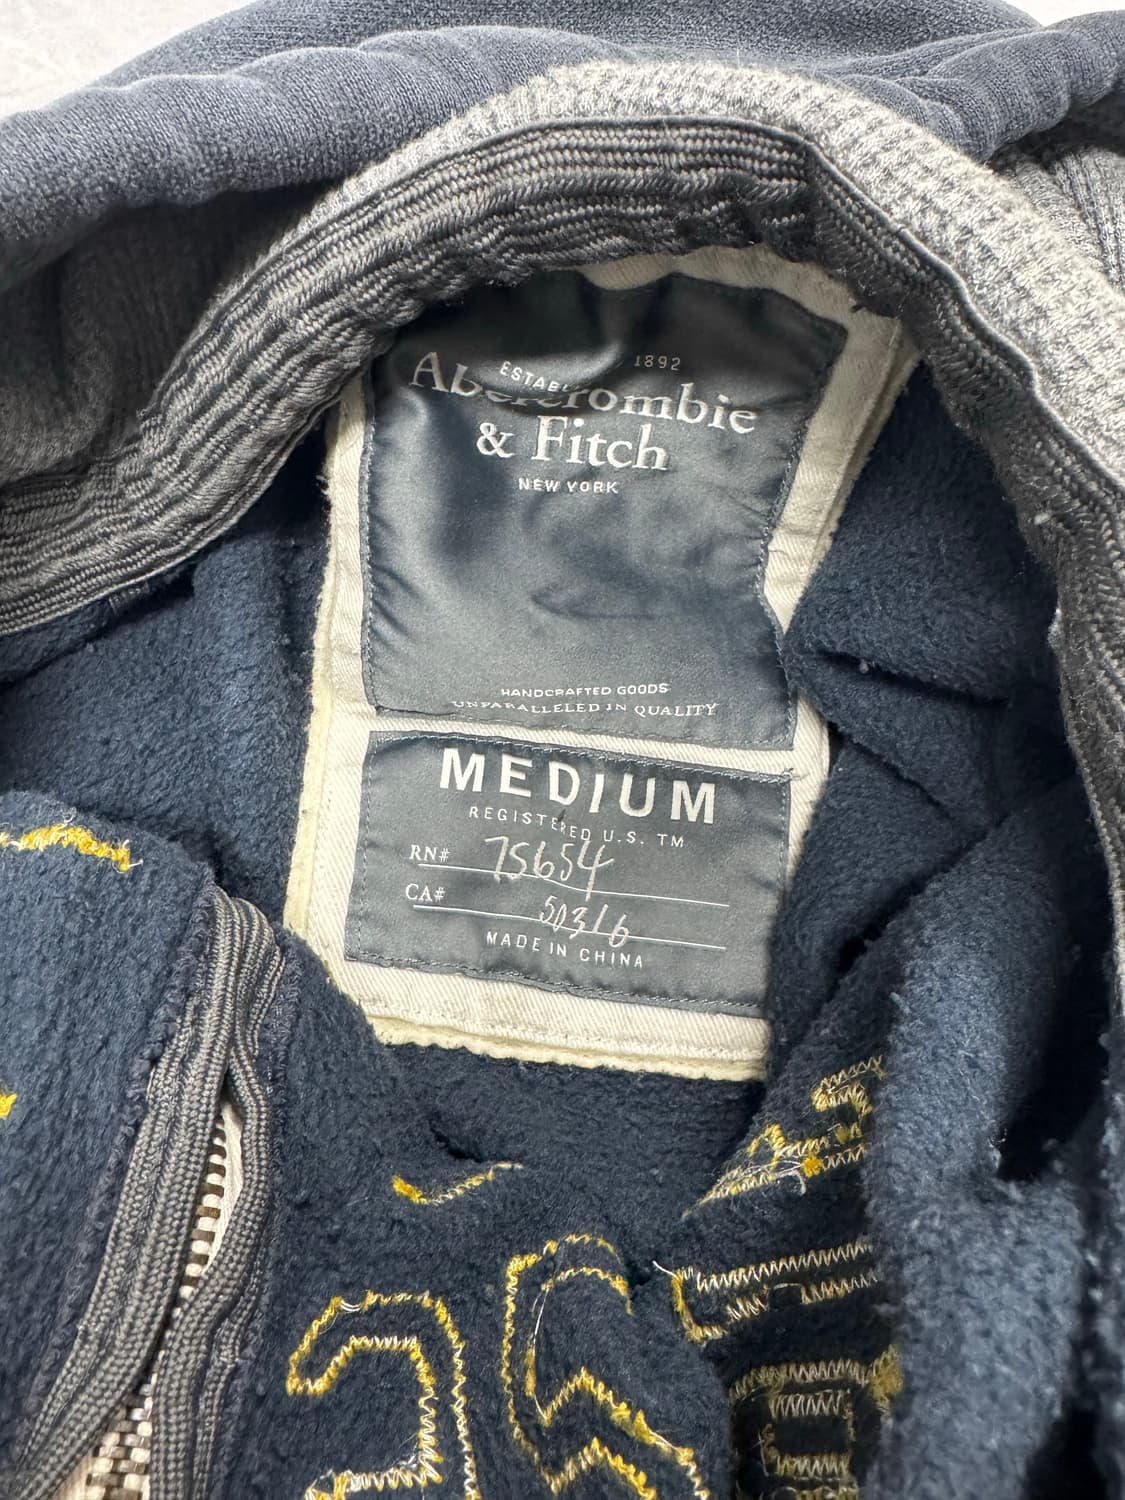 ESTABL 1892
Abercrombie
& Fitch
NEW YORK
HANDCRAFTED GOODS
UNPARALLELED IN QUALITY
MEDIUM
REGISTERED U.S. TM
RN# 75654
CA# 50316
MADE IN CHINA